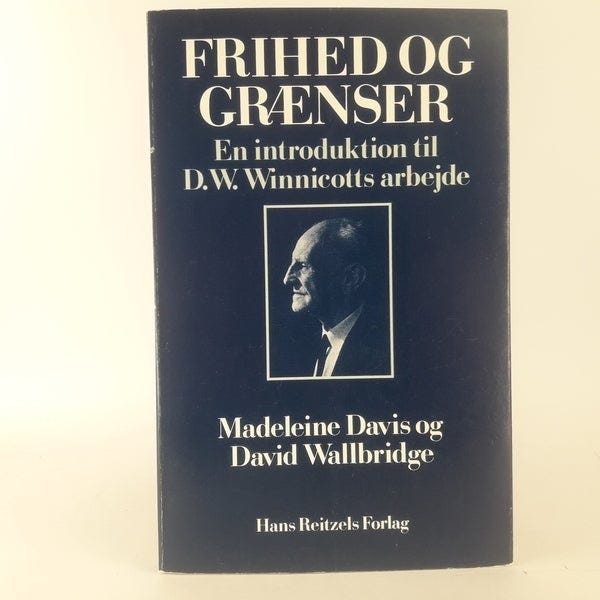 FRIHED OG
GRÆNSER
En introduktion til
D.W. Winnicotts arbejde
Madeleine Davis og
David Wallbridge
Hans Reitzels Forlag